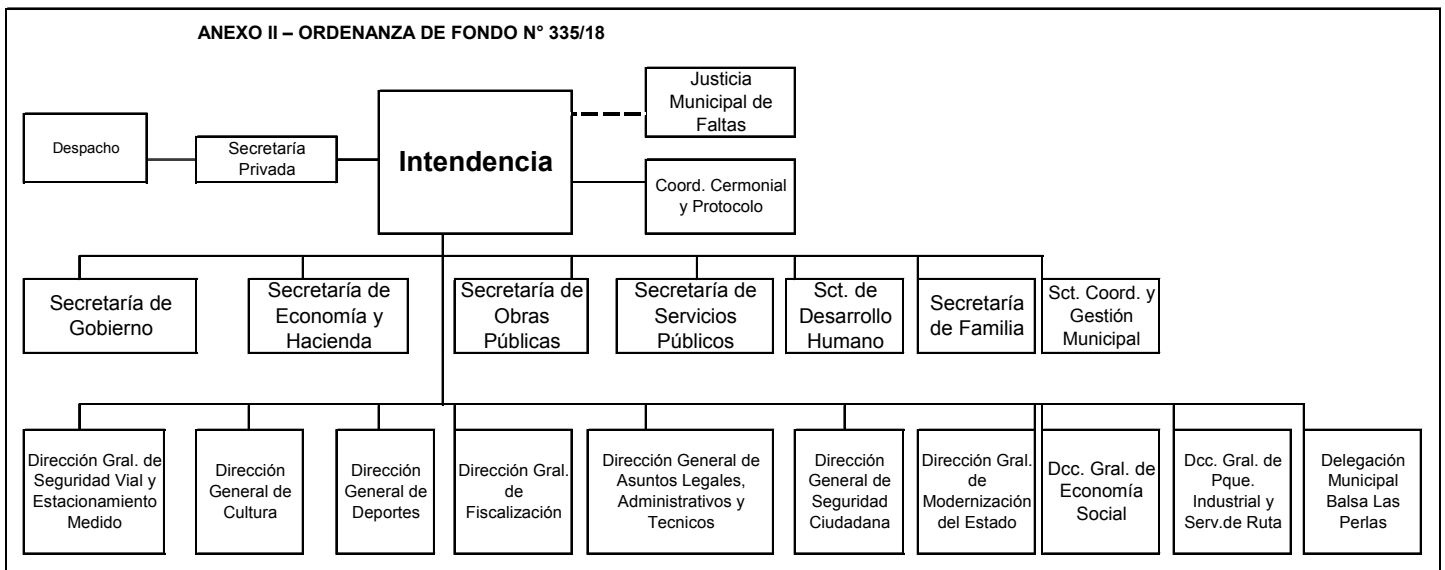 ANEXO II – ORDENANZA DE FONDO N° 335/18
Justicia
Municipal de
Faltas
Despacho
Secretaría
Privada
Intendencia
Coord. Cermonial
y Protocolo
Secretaría de
Gobierno
Secretaría de
Economía y
Hacienda
Secretaría de
Obras
Públicas
Secretaría de
Servicios
Públicos
Sct. de
Desarrollo
Humano
Secretaría
de Familia
Sct. Coord. y
Gestión
Municipal
Dirección Gral. de
Seguridad Vial y
Estacionamiento
Medido
Dirección
General de
Cultura
Dirección
General de
Deportes
Dirección Gral.
de
Fiscalización
Dirección General de
Asuntos Legales,
Administrativos y
Tecnicos
Dirección
General de
Seguridad
Ciudadana
Dirección Gral.
de
Modernización
del Estado
Dcc. Gral. de
Economía
Social
Dcc. Gral. de
Pque.
Industrial y
Serv.de Ruta
Delegación
Municipal
Balsa Las
Perlas